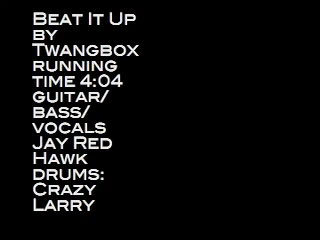 Beat It Up
by
Twangbox
running
time 4:04
guitar/
bass/
vocals
Jay Red
Hawk
drums:
Crazy
Larry